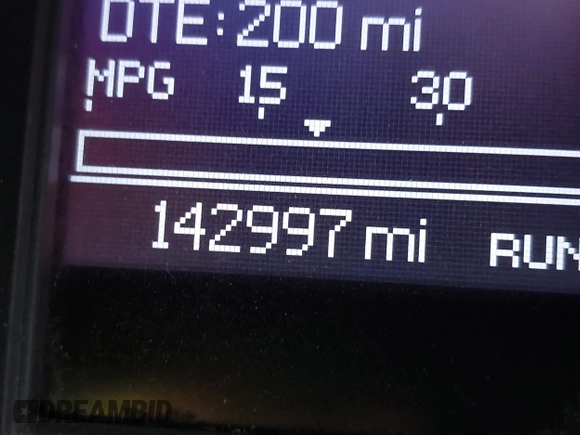 DTE:200 mi
MPG 15 30
142997 mi RUN
DREAMBID